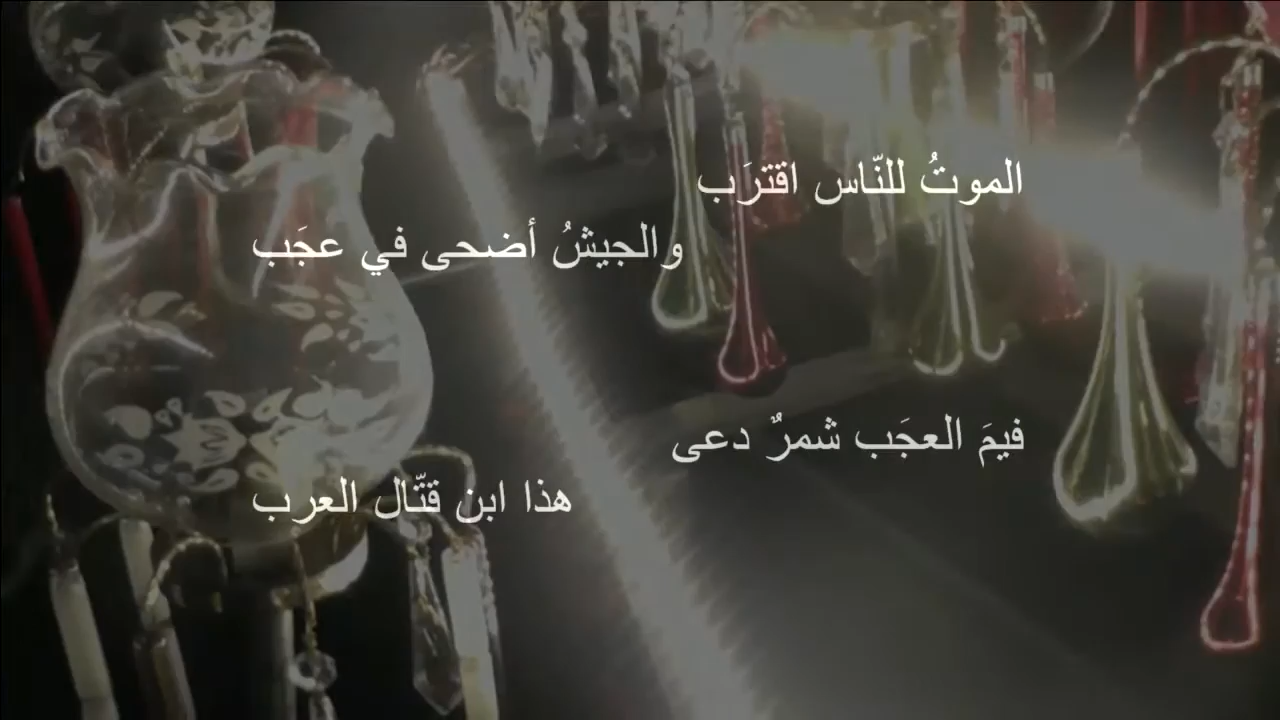 الموتُ للنّاس اقترَب
والجيشُ أضحى في عجَب
فيمَ العجَب شمرٌ دعى
هذا ابن قتّال العرب